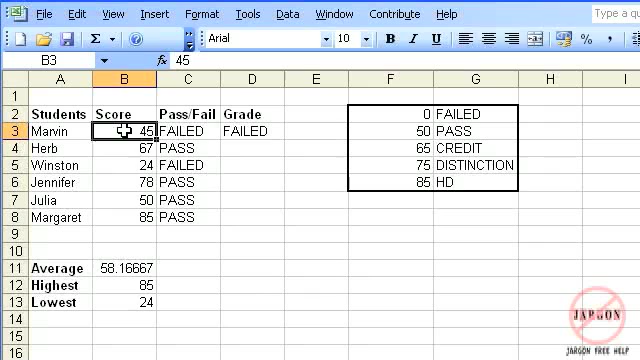 File Edit View Insert Format Tools Data Window Contribute Help Type a qu
Σ Arial 10 B I U $ % ,
B3 45
A B C D E F G H I
1
2 Students Score Pass/Fail Grade 0 FAILED
3 Marvin 45 FAILED FAILED 50 PASS
4 Herb 67 PASS 65 CREDIT
5 Winston 24 FAILED 75 DISTINCTION
6 Jennifer 78 PASS 85 HD
7 Julia 50 PASS
8 Margaret 85 PASS
9
10
11 Average 58.16667
12 Highest 85
13 Lowest 24
14
15
16
JARGON
JARGON FREE HELP